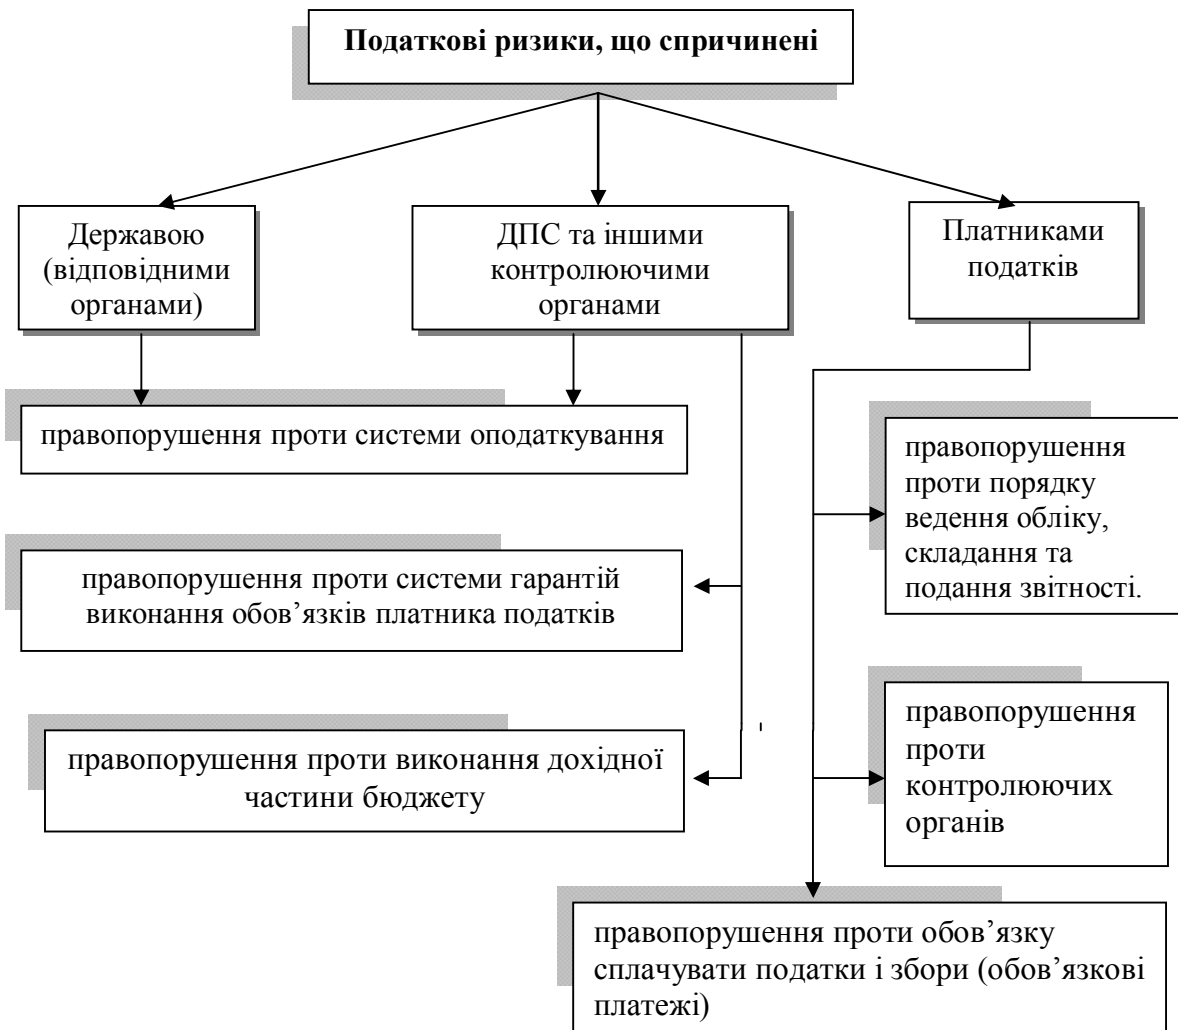 Податкові ризики, що спричинені
Державою
(відповідними
органами)
ДПС та іншими
контролюючими
органами
Платниками
податків
правопорушення проти системи оподаткування
правопорушення
проти порядку
ведення обліку,
складання та
подання звітності.
правопорушення проти системи гарантій
виконання обов’язків платника податків
правопорушення проти виконання дохідної
частини бюджету
правопорушення
проти
контролюючих
органів
правопорушення проти обов’язку
сплачувати податки і збори (обов’язкові
платежі)